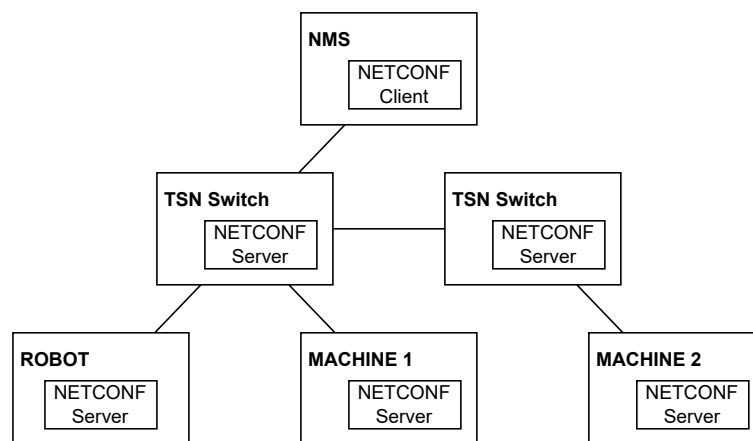 NMS
NETCONF
Client
TSN Switch
NETCONF
Server
TSN Switch
NETCONF
Server
ROBOT
NETCONF
Server
MACHINE 1
NETCONF
Server
MACHINE 2
NETCONF
Server